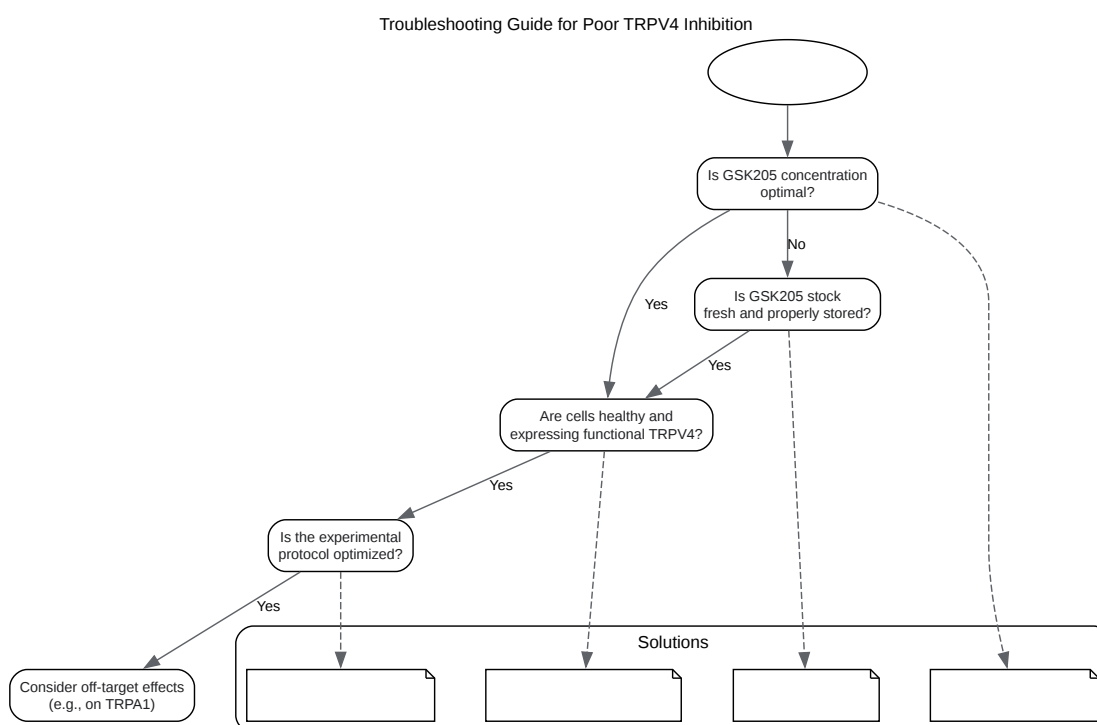 Troubleshooting Guide for Poor TRPV4 Inhibition
Is GSK205 concentration
optimal?
No
Yes
Is GSK205 stock
fresh and properly stored?
Yes
Are cells healthy and
expressing functional TRPV4?
Yes
Is the experimental
protocol optimized?
Yes
Solutions
Consider off-target effects
(e.g., on TRPA1)